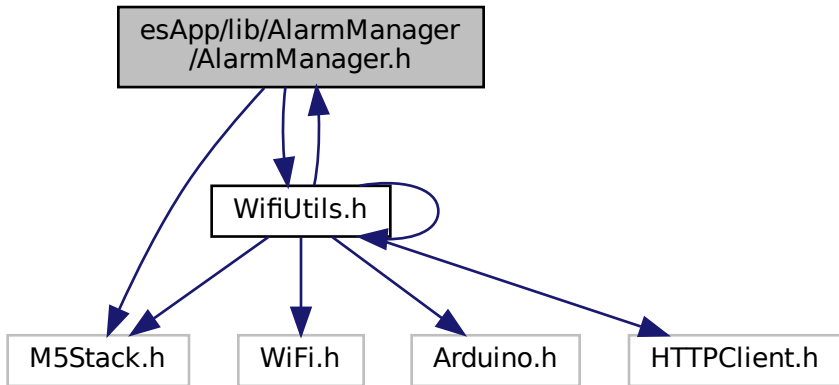 esApp/lib/AlarmManager
/AlarmManager.h
WifiUtils.h
M5Stack.h
WiFi.h
Arduino.h
HTTPClient.h